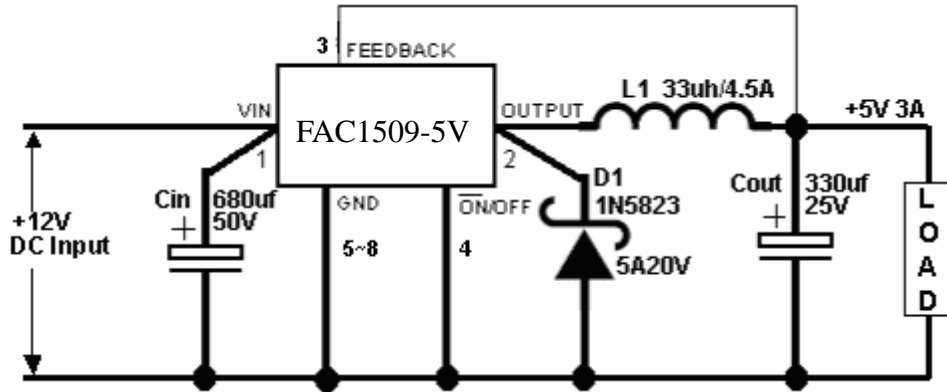 3 FEEDBACK
L1 33uh/4.5A
VIN
FAC1509-5V
OUTPUT
+5V 3A
1
2
D1
1N5823
Cin
680uf
50V
GND
ON/OFF
Cout
330uf
25V
+12V
DC Input
+
+
5~8
4
5A20V
LOAD